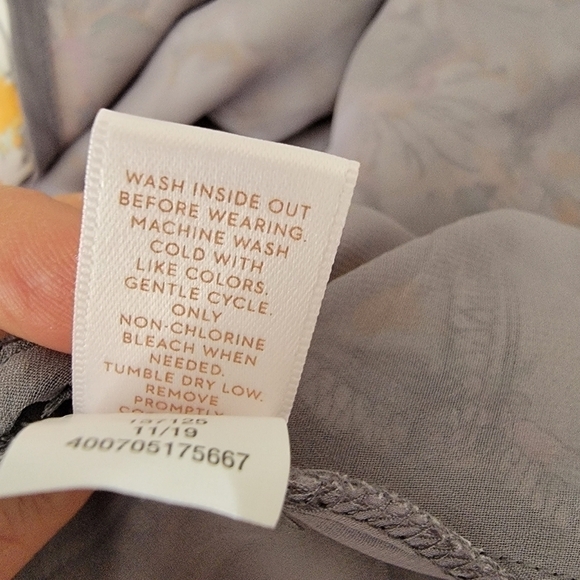 WASH INSIDE OUT
BEFORE WEARING.
MACHINE WASH
COLD WITH
LIKE COLORS.
GENTLE CYCLE.
ONLY
NON-CHLORINE
BLEACH WHEN
NEEDED.
TUMBLE DRY LOW.
REMOVE
PROMPTLY
11/19
400705175667